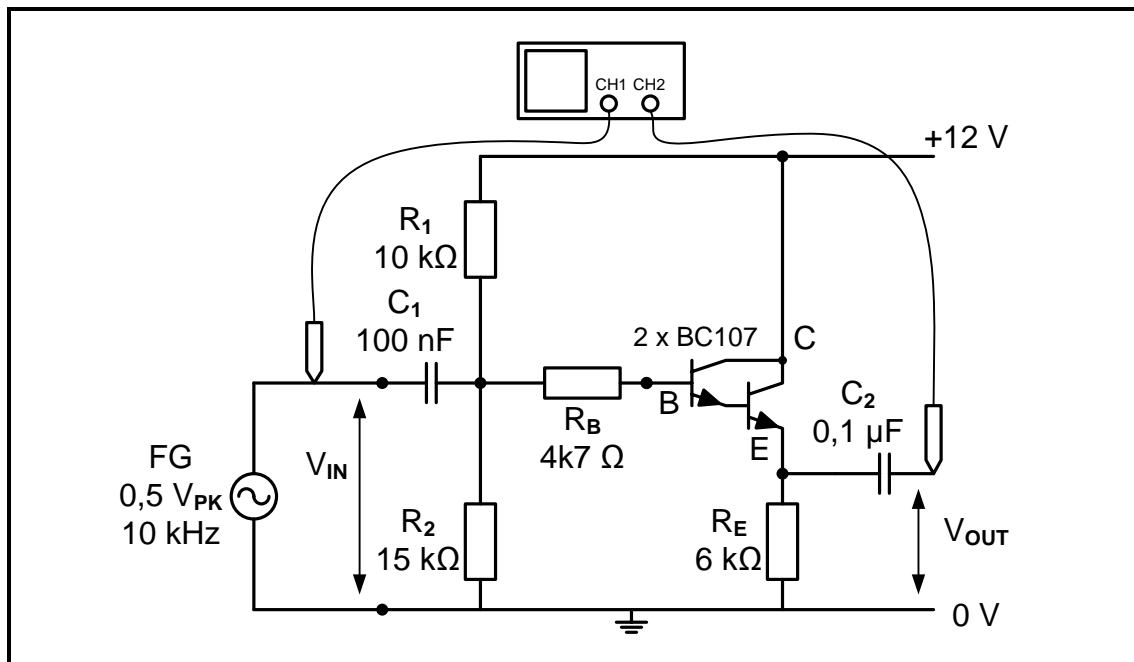 CH1 CH2
+12 V
R1
10 kΩ
C1
100 nF
2 x BC107
C
B
E
RB
4k7 Ω
C2
0,1 µF
FG
0,5 VPK
10 kHz
VIN
R2
15 kΩ
RE
6 kΩ
VOUT
0 V